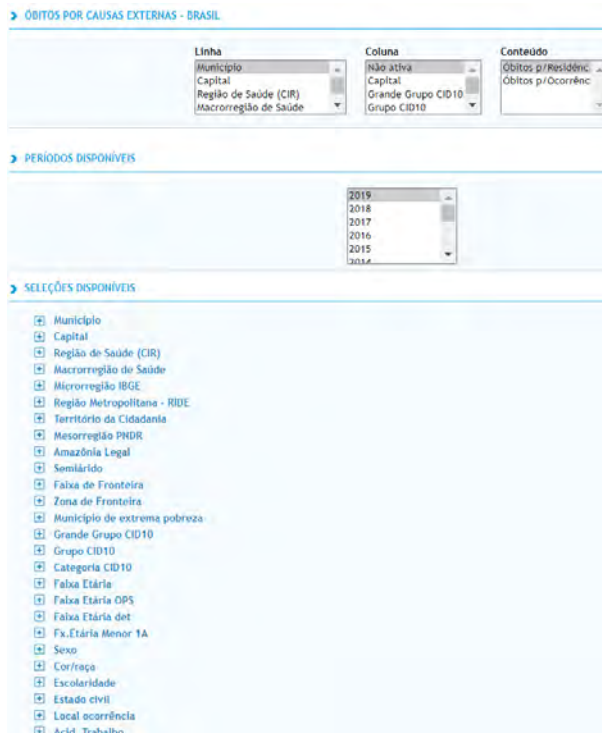 ÓBITOS POR CAUSAS EXTERNAS - BRASIL
Linha
Coluna
Conteúdo
Município
Capital
Região de Saúde (CIR)
Macrorregião de Saúde
Não ativa
Capital
Grande Grupo CID10
Grupo CID10
Óbitos p/Residênc
Óbitos p/Ocorrênc
PERÍODOS DISPONÍVEIS
2019
2018
2017
2016
2015
2014
SELEÇÕES DISPONÍVEIS
Município
Capital
Região de Saúde (CIR)
Macrorregião de Saúde
Microrregião IBGE
Região Metropolitana - RIDE
Território da Cidadania
Mesorregião PNDR
Amazônia Legal
Semiárido
Faixa de Fronteira
Zona de Fronteira
Município de extrema pobreza
Grande Grupo CID10
Grupo CID10
Categoria CID10
Faixa Etária
Faixa Etária OPS
Faixa Etária det
Fx.Etária Menor 1A
Sexo
Cor/raça
Escolaridade
Estado civil
Local ocorrência
Acid. Trabalho